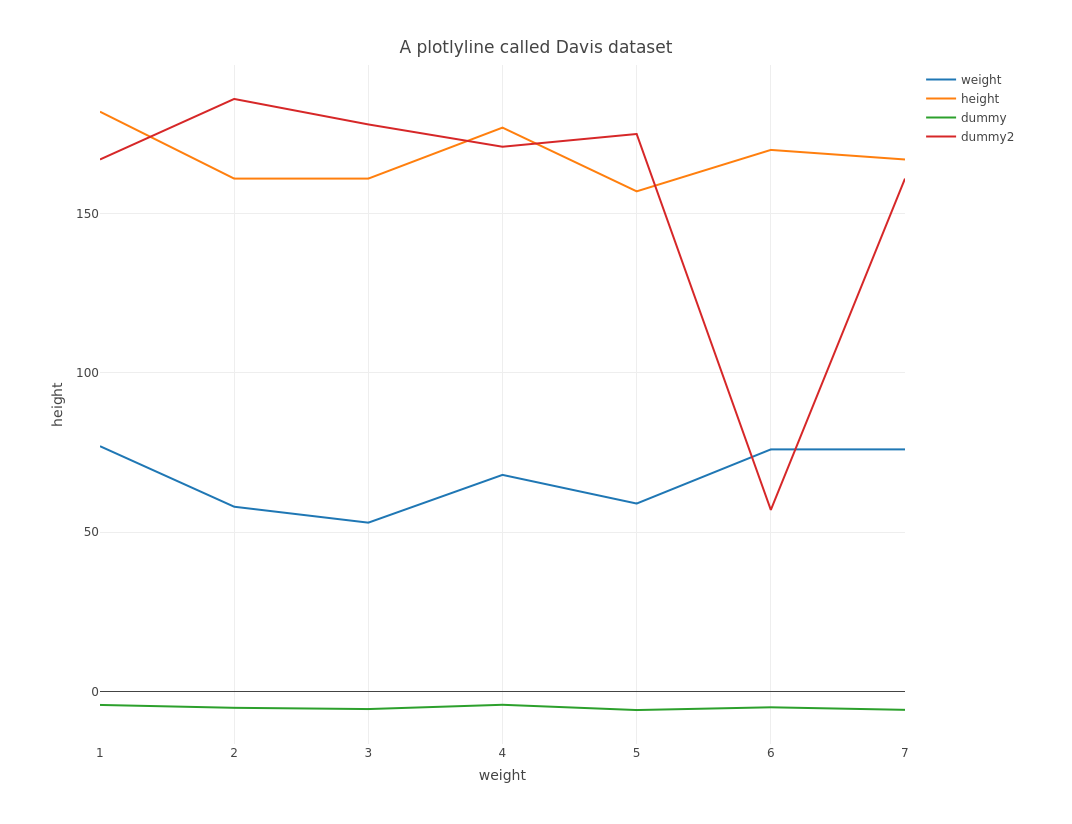 A plotlyline called Davis dataset
weight
height
dummy
dummy2
150
100
50
0
height
1 2 3 4 5 6 7
weight